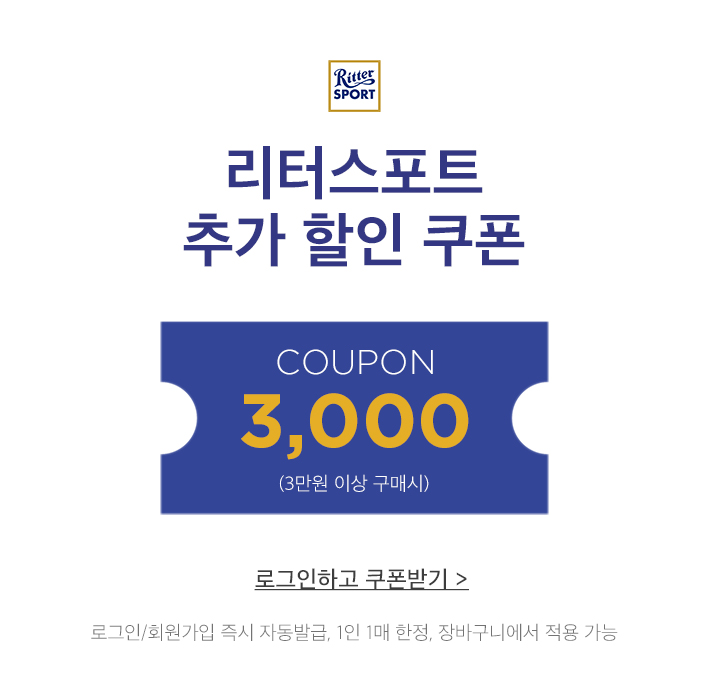 Ritter
SPORT
리터스포트
추가 할인 쿠폰
COUPON
3,000
(3만원 이상 구매시)
로그인하고 쿠폰받기 >
로그인/회원가입 즉시 자동발급, 1인 1매 한정, 장바구니에서 적용 가능